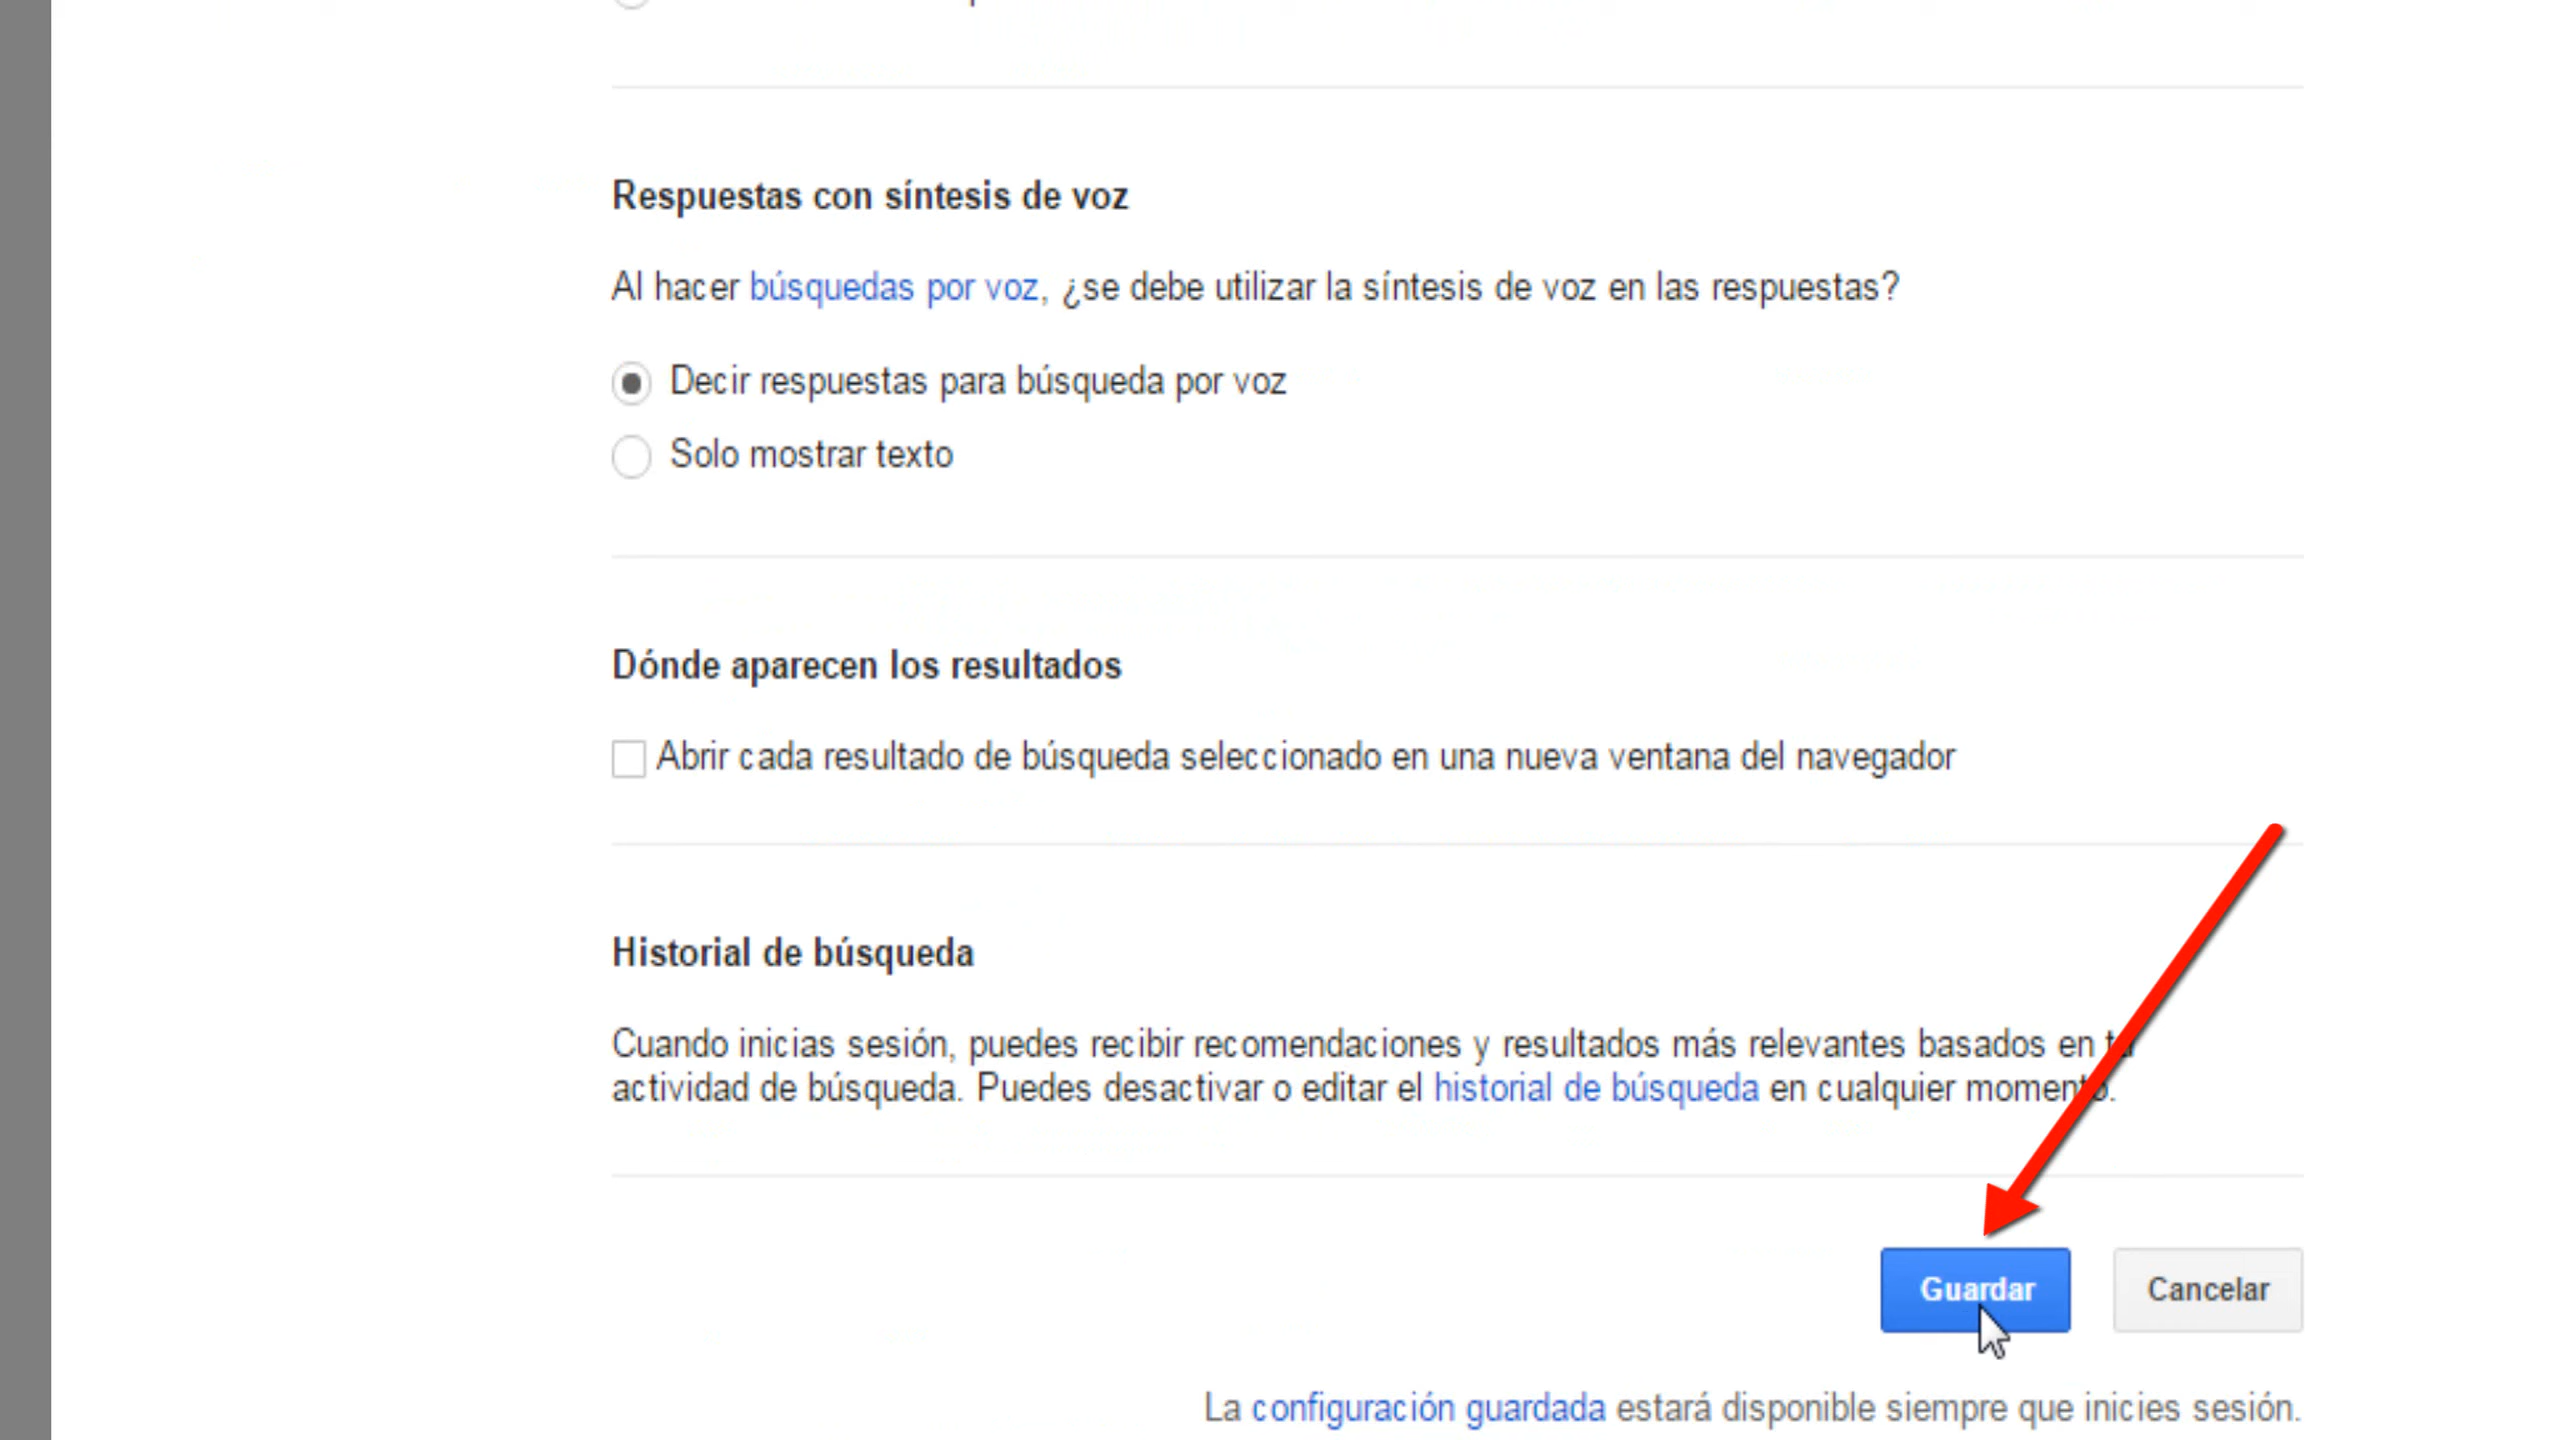 Respuestas con síntesis de voz
Al hacer búsquedas por voz, ¿se debe utilizar la síntesis de voz en las respuestas?
Decir respuestas para búsqueda por voz
Solo mostrar texto
Dónde aparecen los resultados
Abrir cada resultado de búsqueda seleccionado en una nueva ventana del navegador
Historial de búsqueda
Cuando inicias sesión, puedes recibir recomendaciones y resultados más relevantes basados en tu
actividad de búsqueda. Puedes desactivar o editar el historial de búsqueda en cualquier momento.
Guardar
Cancelar
La configuración guardada estará disponible siempre que inicies sesión.